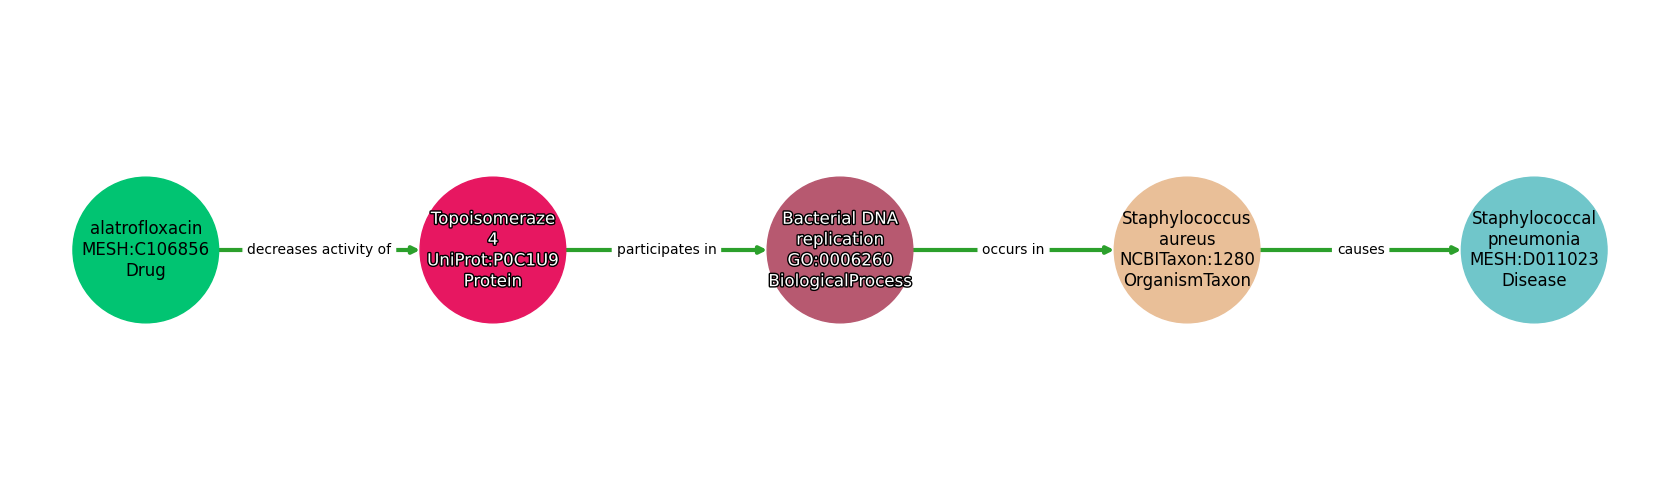 alatrofloxacin
MESH:C106856
Drug
decreases activity of
Topoisomeraze
4
UniProt:P0C1U9
Protein
participates in
Bacterial DNA
replication
GO:0006260
BiologicalProcess
occurs in
Staphylococcus
aureus
NCBITaxon:1280
OrganismTaxon
causes
Staphylococcal
pneumonia
MESH:D011023
Disease